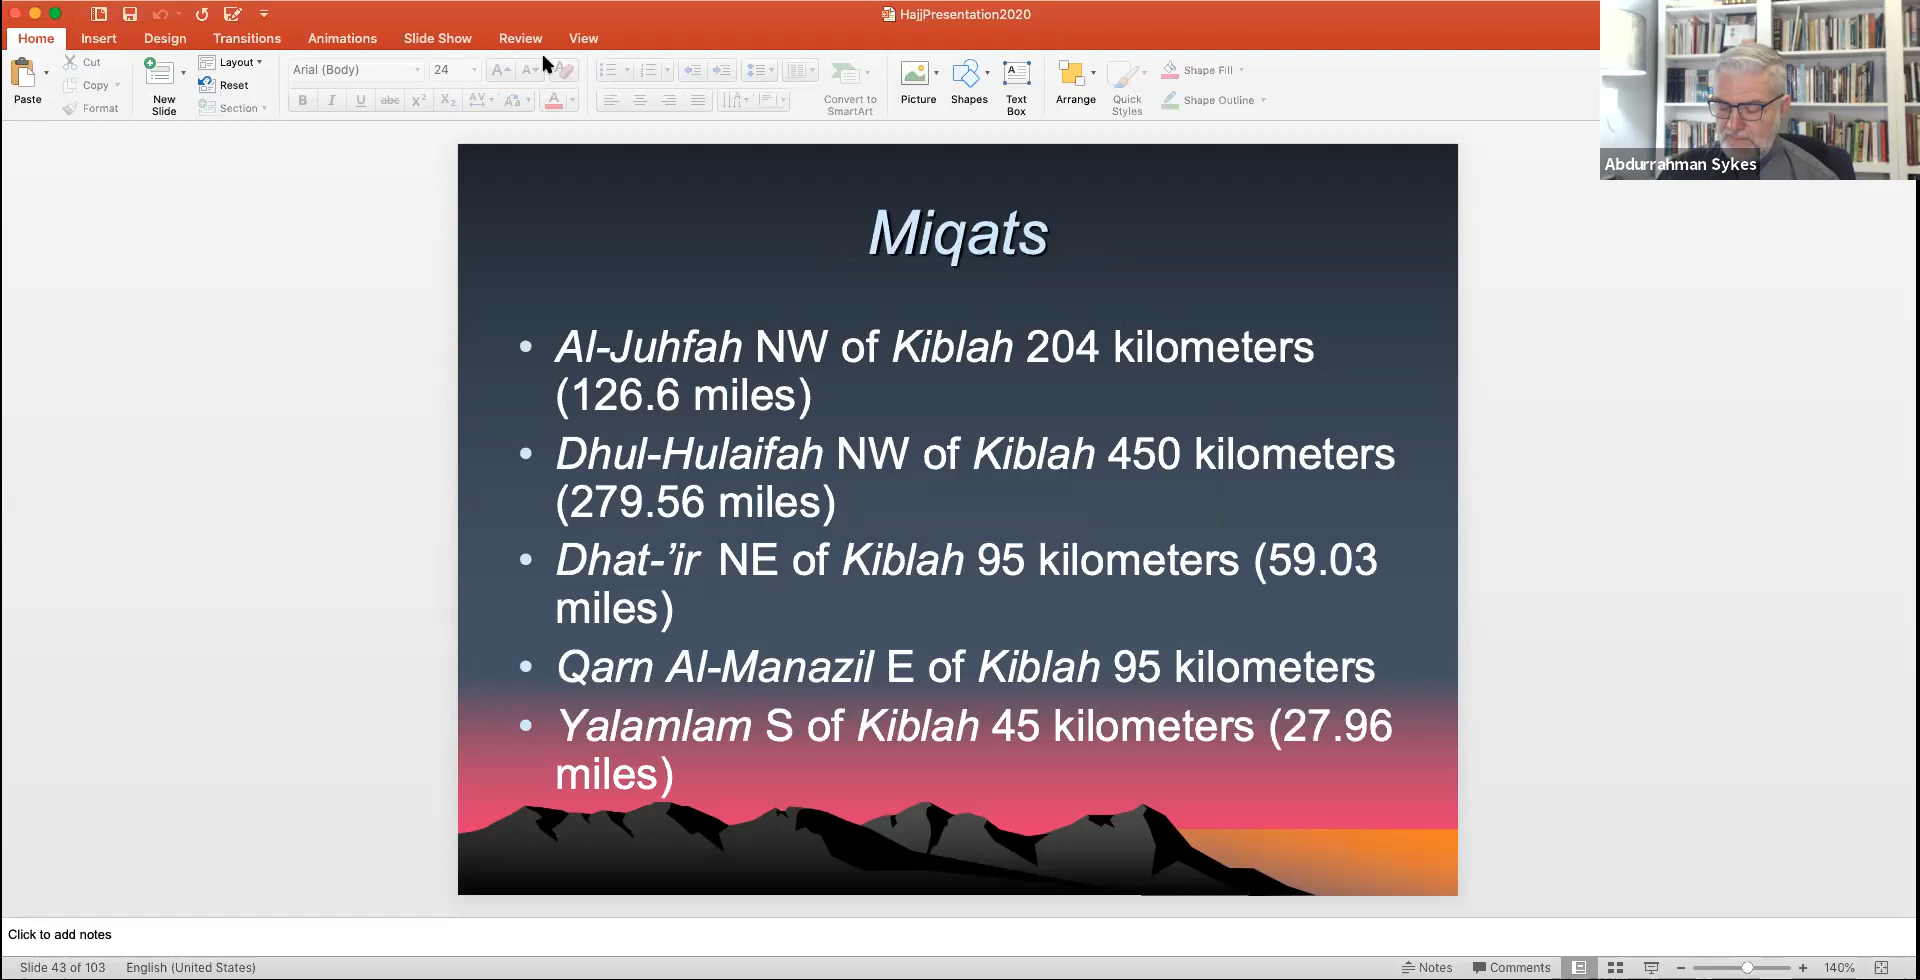 HajjPresentation2020
Home Insert Design Transitions Animations Slide Show Review View
Paste
Cut
Copy
Format
New Slide
Layout
Reset
Section
Arial (Body) 24
B I U abc X² X₂ AV Aa A
Convert to SmartArt
Picture
Shapes
Text Box
Arrange
Quick Styles
Shape Fill
Shape Outline
Abdurrahman Sykes
Miqats
• Al-Juhfah NW of Kiblah 204 kilometers
(126.6 miles)
• Dhul-Hulaifah NW of Kiblah 450 kilometers
(279.56 miles)
• Dhat-’ir NE of Kiblah 95 kilometers (59.03
miles)
• Qarn Al-Manazil E of Kiblah 95 kilometers
• Yalamlam S of Kiblah 45 kilometers (27.96
miles)
Click to add notes
Slide 43 of 103 English (United States) Notes Comments 140%